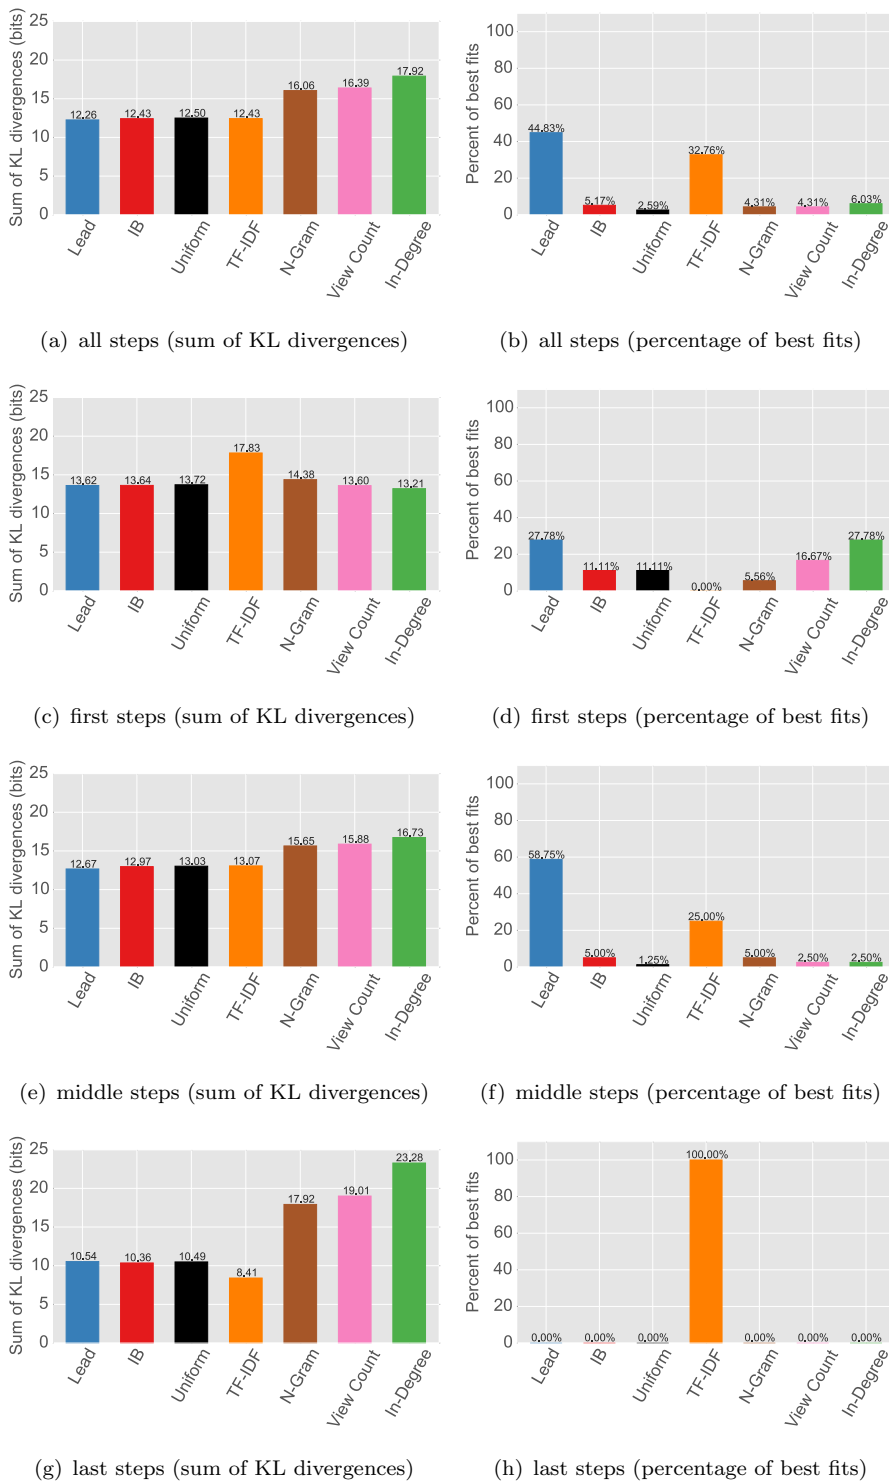 Sum of KL divergences (bits)
25
20
15
10
5
0
12.26
12.43
12.50
12.43
16.06
16.39
17.92
Lead
IB
Uniform
TF-IDF
N-Gram
View Count
In-Degree
(a) all steps (sum of KL divergences)
Percent of best fits
100
80
60
40
20
0
44.83%
5.17%
2.59%
32.76%
4.31%
4.31%
6.03%
Lead
IB
Uniform
TF-IDF
N-Gram
View Count
In-Degree
(b) all steps (percentage of best fits)
Sum of KL divergences (bits)
25
20
15
10
5
0
13.62
13.64
13.72
17.83
14.38
13.60
13.21
Lead
IB
Uniform
TF-IDF
N-Gram
View Count
In-Degree
(c) first steps (sum of KL divergences)
Percent of best fits
100
80
60
40
20
0
27.78%
11.11%
11.11%
0.00%
5.56%
16.67%
27.78%
Lead
IB
Uniform
TF-IDF
N-Gram
View Count
In-Degree
(d) first steps (percentage of best fits)
Sum of KL divergences (bits)
25
20
15
10
5
0
12.67
12.97
13.03
13.07
15.65
15.88
16.73
Lead
IB
Uniform
TF-IDF
N-Gram
View Count
In-Degree
(e) middle steps (sum of KL divergences)
Percent of best fits
100
80
60
40
20
0
58.75%
5.00%
1.25%
25.00%
5.00%
2.50%
2.50%
Lead
IB
Uniform
TF-IDF
N-Gram
View Count
In-Degree
(f) middle steps (percentage of best fits)
Sum of KL divergences (bits)
25
20
15
10
5
0
10.54
10.36
10.49
8.41
17.92
19.01
23.28
Lead
IB
Uniform
TF-IDF
N-Gram
View Count
In-Degree
(g) last steps (sum of KL divergences)
Percent of best fits
100
80
60
40
20
0
0.00%
0.00%
0.00%
100.00%
0.00%
0.00%
0.00%
Lead
IB
Uniform
TF-IDF
N-Gram
View Count
In-Degree
(h) last steps (percentage of best fits)